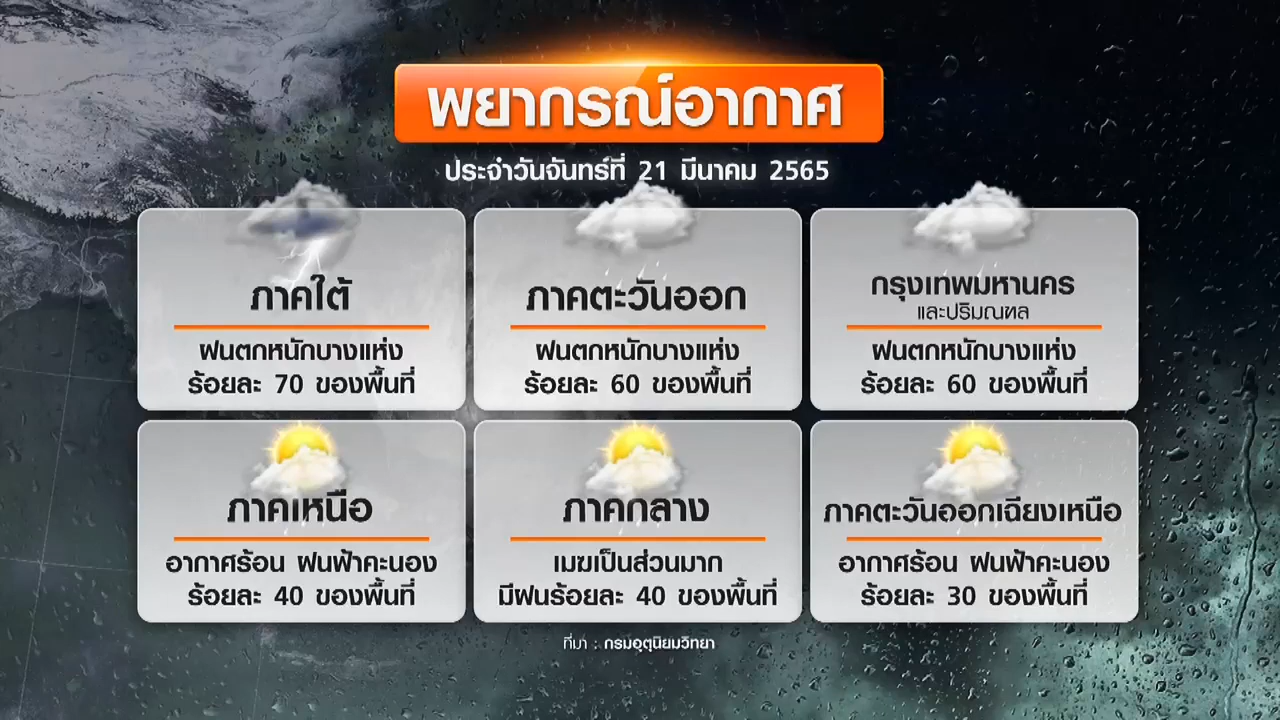 พยากรณ์อากาศ
ประจำวันจันทร์ที่ 21 มีนาคม 2565
ภาคใต้
ฝนตกหนักบางแห่ง
ร้อยละ 70 ของพื้นที่
ภาคตะวันออก
ฝนตกหนักบางแห่ง
ร้อยละ 60 ของพื้นที่
กรุงเทพมหานคร
และปริมณฑล
ฝนตกหนักบางแห่ง
ร้อยละ 60 ของพื้นที่
ภาคเหนือ
อากาศร้อน ฝนฟ้าคะนอง
ร้อยละ 40 ของพื้นที่
ภาคกลาง
เมฆเป็นส่วนมาก
มีฝนร้อยละ 40 ของพื้นที่
ภาคตะวันออกเฉียงเหนือ
อากาศร้อน ฝนฟ้าคะนอง
ร้อยละ 30 ของพื้นที่
ที่มา : กรมอุตุนิยมวิทยา